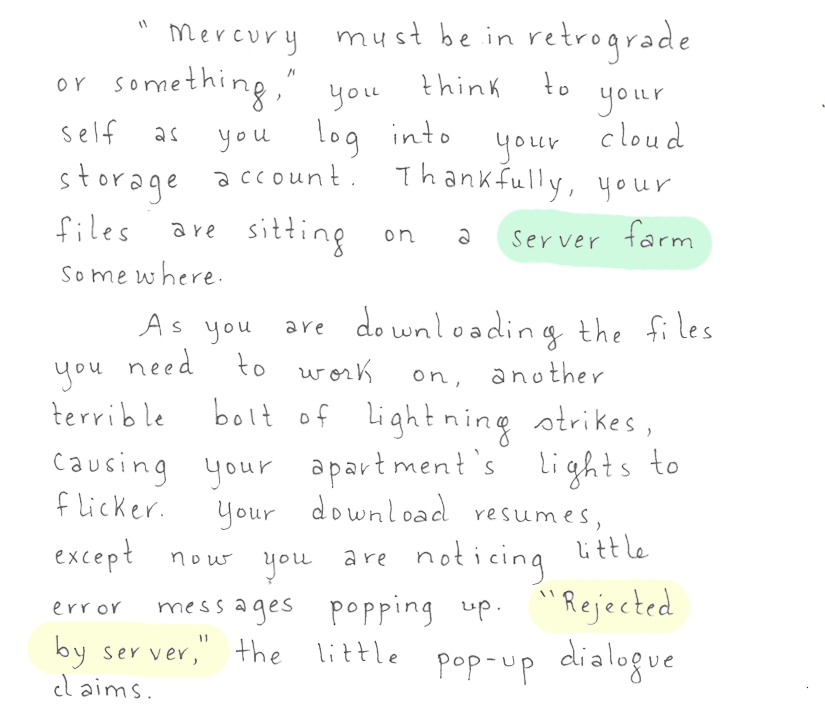 "Mercury must be in retrograde
or something," you think to your
self as you log into your cloud
storage account. Thankfully, your
files are sitting on a server farm
somewhere.
As you are downloading the files
you need to work on, another
terrible bolt of lightning strikes,
causing your apartment's lights to
flicker. Your download resumes,
except now you are noticing little
error messages popping up. "Rejected
by server," the little pop-up dialogue
claims.